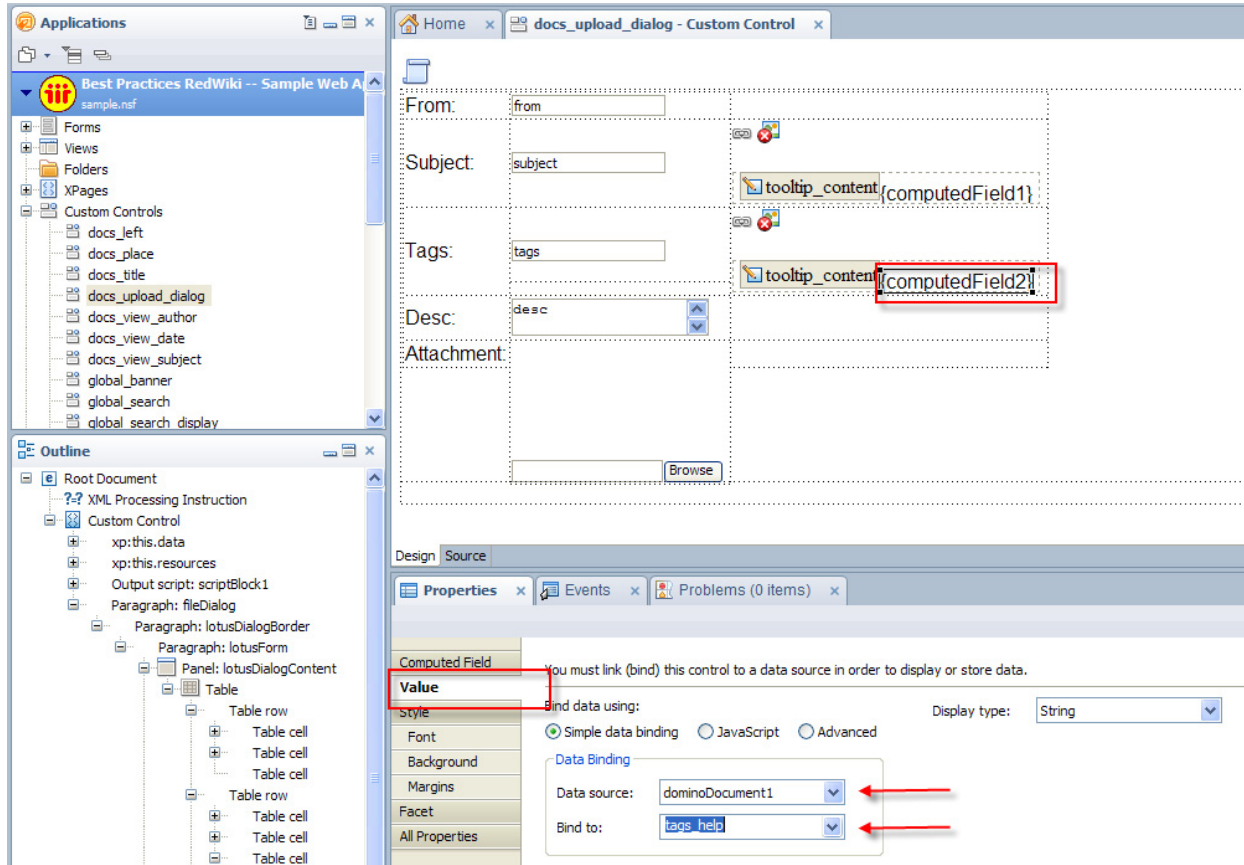 Applications
Best Practices RedWiki -- Sample Web A
sample.nsf
Forms
Views
Folders
XPages
Custom Controls
docs_left
docs_place
docs_title
docs_upload_dialog
docs_view_author
docs_view_date
docs_view_subject
global_banner
global_search
global_search_display
Outline
Root Document
?=? XML Processing Instruction
Custom Control
xp:this.data
xp:this.resources
Output script: scriptBlock1
Paragraph: fileDialog
Paragraph: lotusDialogBorder
Paragraph: lotusForm
Panel: lotusDialogContent
Table
Table row
Table cell
Table cell
Table cell
Table row
Table cell
Table cell
Table cell
Home
docs_upload_dialog - Custom Control
From: from
Subject: subject
tooltip_content {computedField1}
Tags: tags
tooltip_content {computedField2}
Desc: desc
Attachment:
Browse
Design Source
Properties Events Problems (0 items)
Computed Field
Value
Style
Font
Background
Margins
Facet
All Properties
You must link (bind) this control to a data source in order to display or store data.
Bind data using:
Display type: String
Simple data binding JavaScript Advanced
Data Binding
Data source: dominoDocument1
Bind to: tags_help